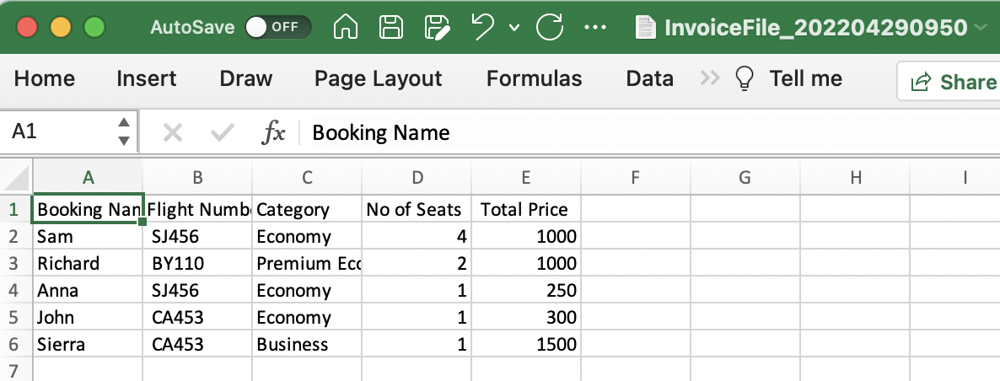 AutoSave OFF InvoiceFile_202204290950
Home Insert Draw Page Layout Formulas Data Tell me Share
A1 fx Booking Name
A B C D E F G H I
1 Booking Nam Flight Numb Category No of Seats Total Price
2 Sam SJ456 Economy 4 1000
3 Richard BY110 Premium Eco 2 1000
4 Anna SJ456 Economy 1 250
5 John CA453 Economy 1 300
6 Sierra CA453 Business 1 1500
7